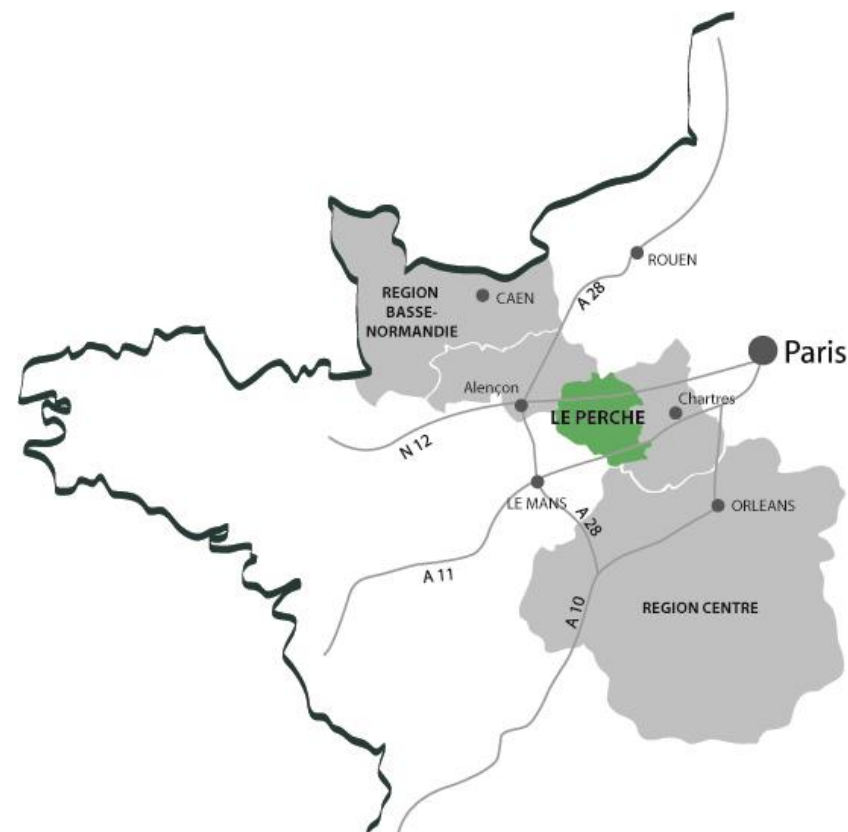 ROUEN
A 28
REGION
BASSE-
NORMANDIE
CAEN
Paris
Alençon
Chartres
LE PERCHE
N 12
LE MANS
A 28
ORLEANS
A 11
A 10
REGION CENTRE